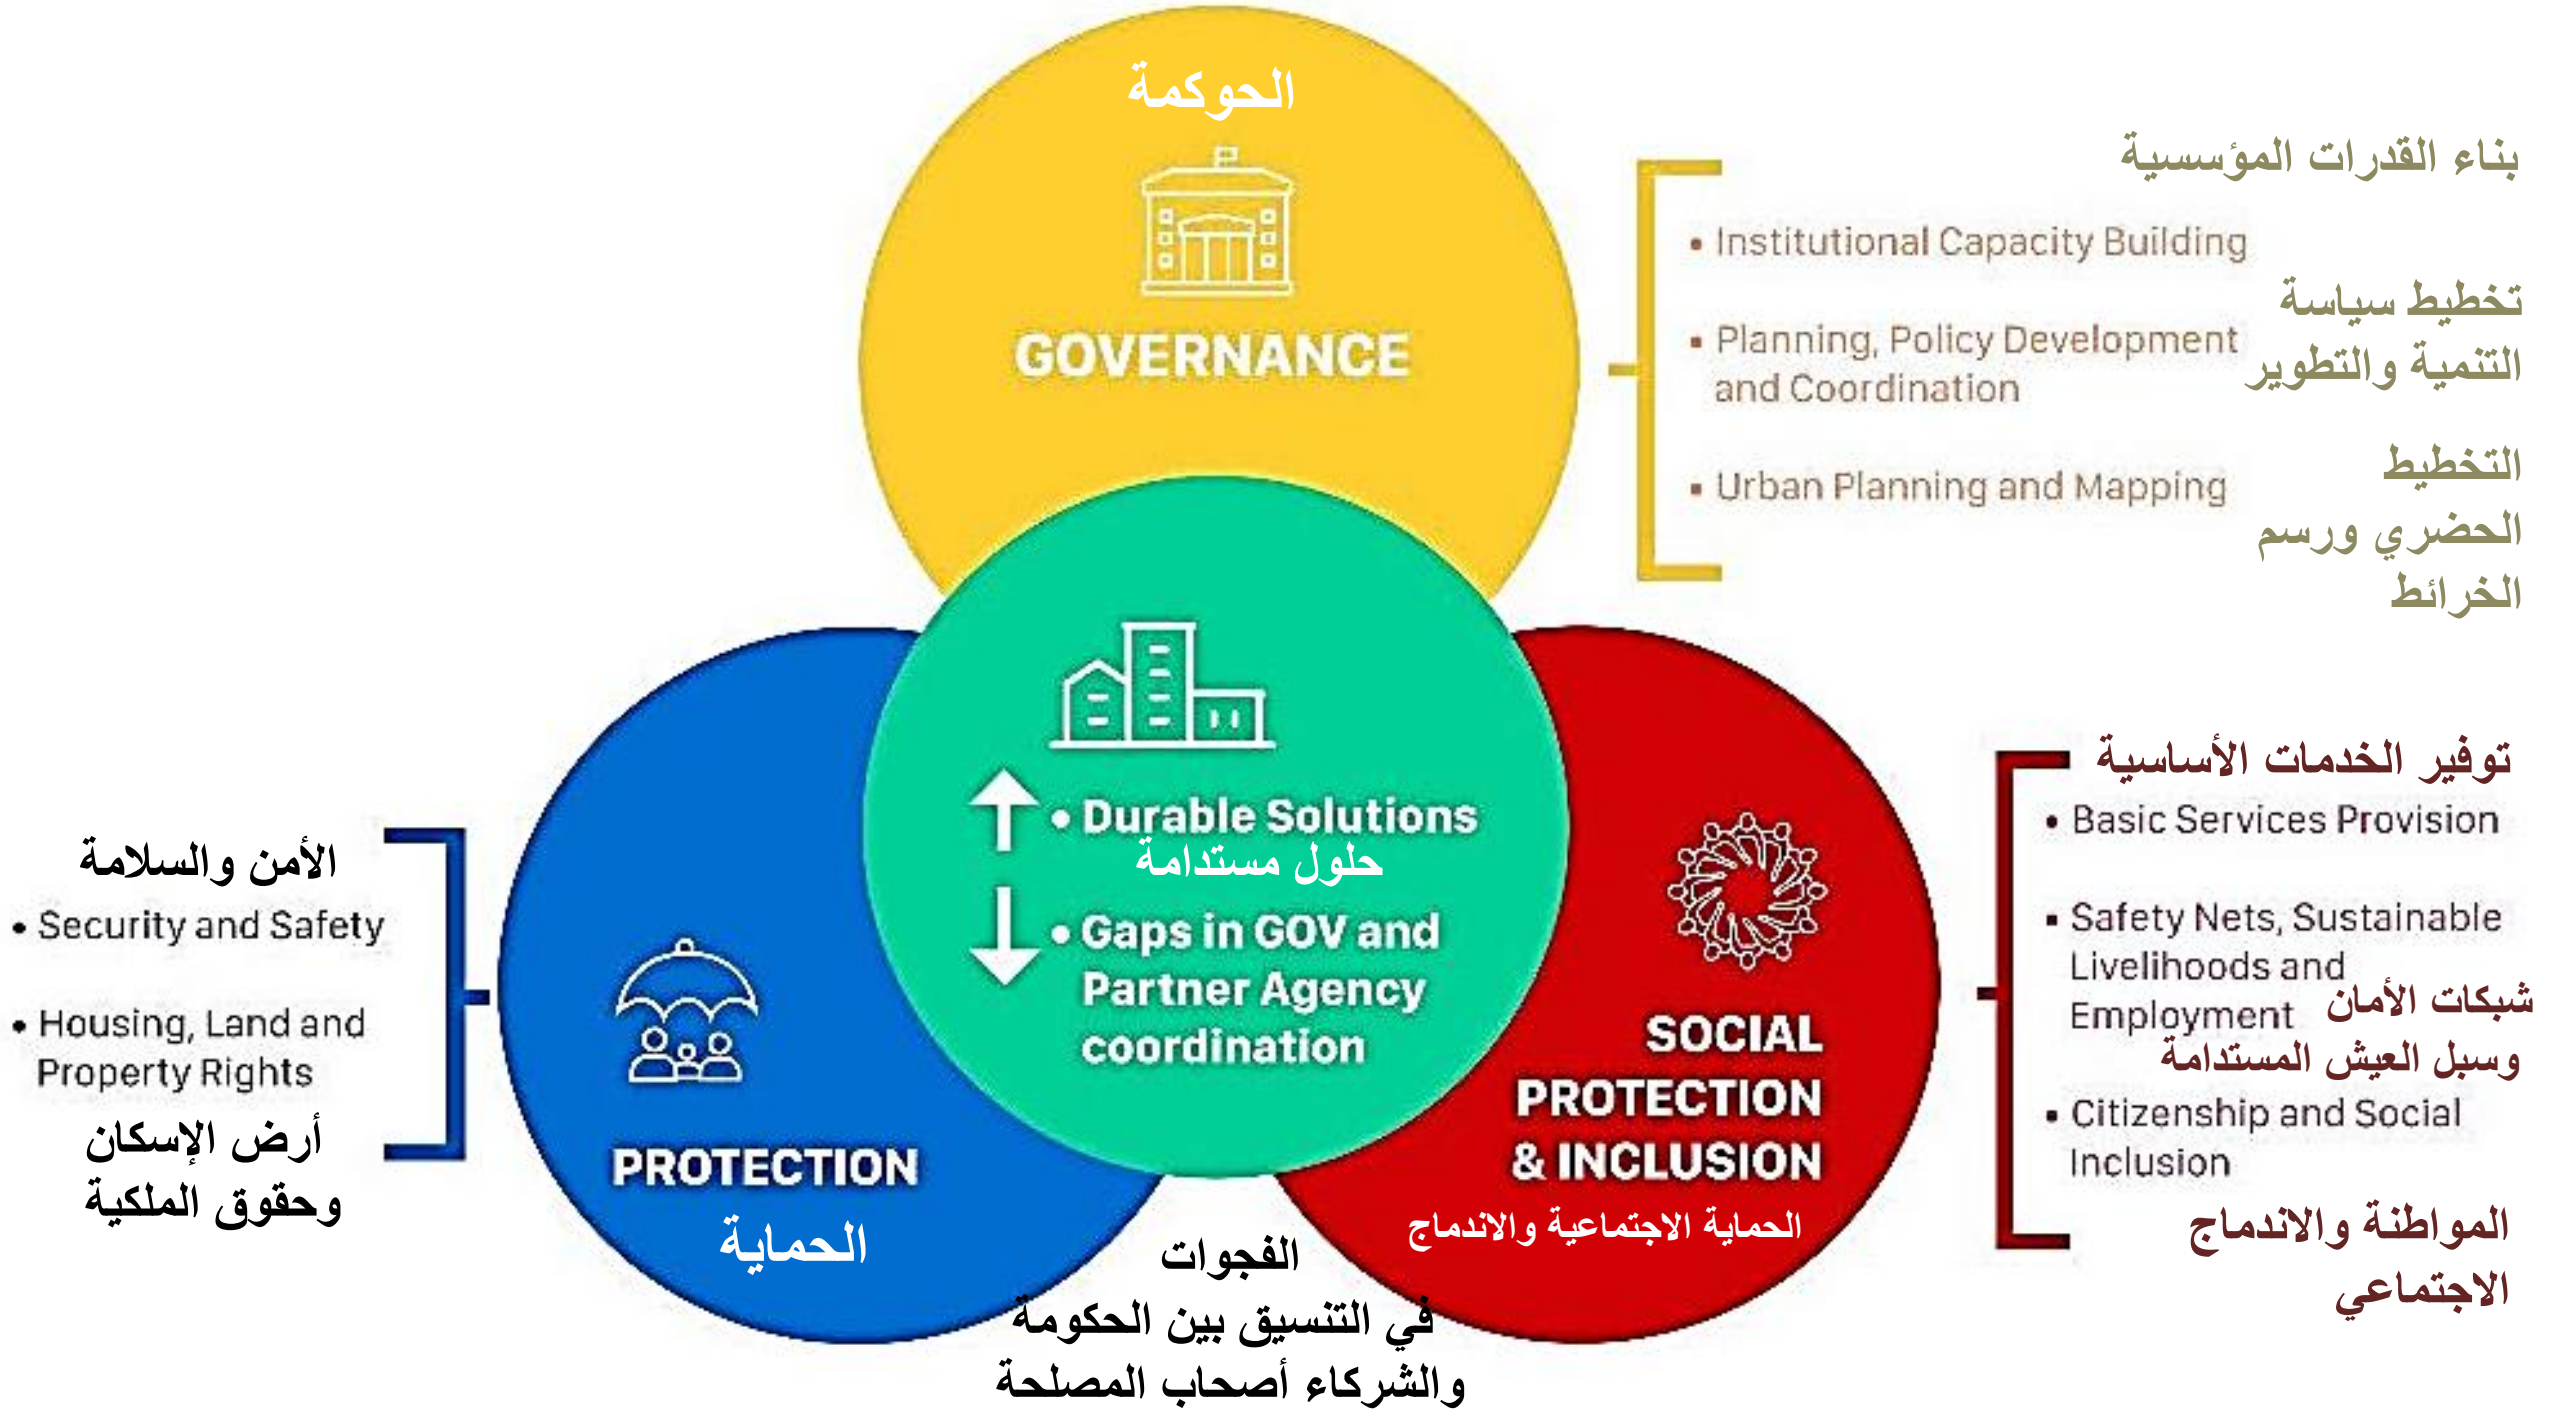 الحوكمة
GOVERNANCE
بناء القدرات المؤسسية
• Institutional Capacity Building
تخطيط سياسة
التنمية والتطوير
• Planning, Policy Development
and Coordination
التخطيط
الحضري ورسم
الخرائط
• Urban Planning and Mapping
• Durable Solutions
حلول مستدامة
• Gaps in GOV and
Partner Agency
coordination
الفجوات
في التنسيق بين الحكومة
والشركاء أصحاب المصلحة
الأمن والسلامة
• Security and Safety
• Housing, Land and
Property Rights
أرض الإسكان
وحقوق الملكية
PROTECTION
الحماية
SOCIAL
PROTECTION
& INCLUSION
الحماية الاجتماعية والاندماج
توفير الخدمات الأساسية
• Basic Services Provision
• Safety Nets, Sustainable
Livelihoods and
Employment
شبكات الأمان
وسبل العيش المستدامة
• Citizenship and Social
Inclusion
المواطنة والاندماج
الاجتماعي